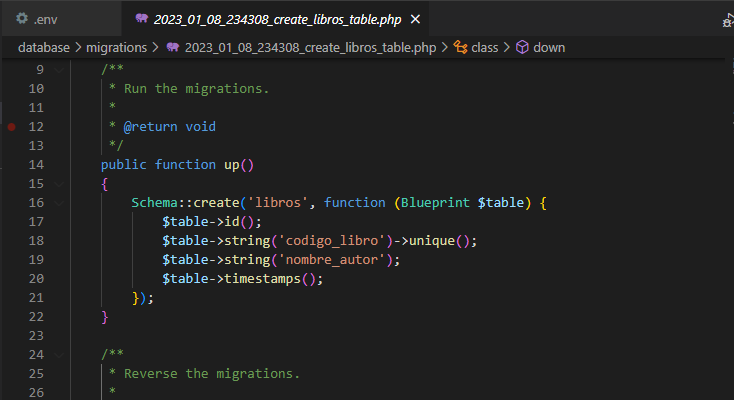 .env
2023_01_08_234308_create_libros_table.php
database > migrations > 2023_01_08_234308_create_libros_table.php > class > down
9 /**
10 * Run the migrations.
11 *
12 * @return void
13 */
14 public function up()
15 {
16 Schema::create('libros', function (Blueprint $table) {
17 $table->id();
18 $table->string('codigo_libro')->unique();
19 $table->string('nombre_autor');
20 $table->timestamps();
21 });
22 }
23
24 /**
25 * Reverse the migrations.
26 *